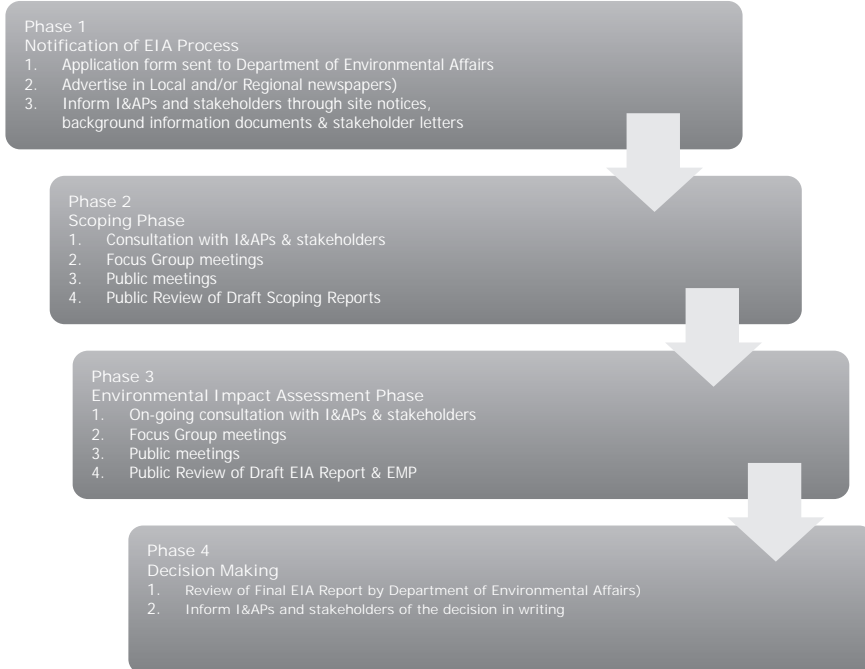 Phase 1
Notification of EIA Process
1. Application form sent to Department of Environmental Affairs
2. Advertise in Local and/or Regional newspapers)
3. Inform I&APs and stakeholders through site notices,
background information documents & stakeholder letters
Phase 2
Scoping Phase
1. Consultation with I&APs & stakeholders
2. Focus Group meetings
3. Public meetings
4. Public Review of Draft Scoping Reports
Phase 3
Environmental Impact Assessment Phase
1. On-going consultation with I&APs & stakeholders
2. Focus Group meetings
3. Public meetings
4. Public Review of Draft EIA Report & EMP
Phase 4
Decision Making
1. Review of Final EIA Report by Department of Environmental Affairs)
2. Inform I&APs and stakeholders of the decision in writing